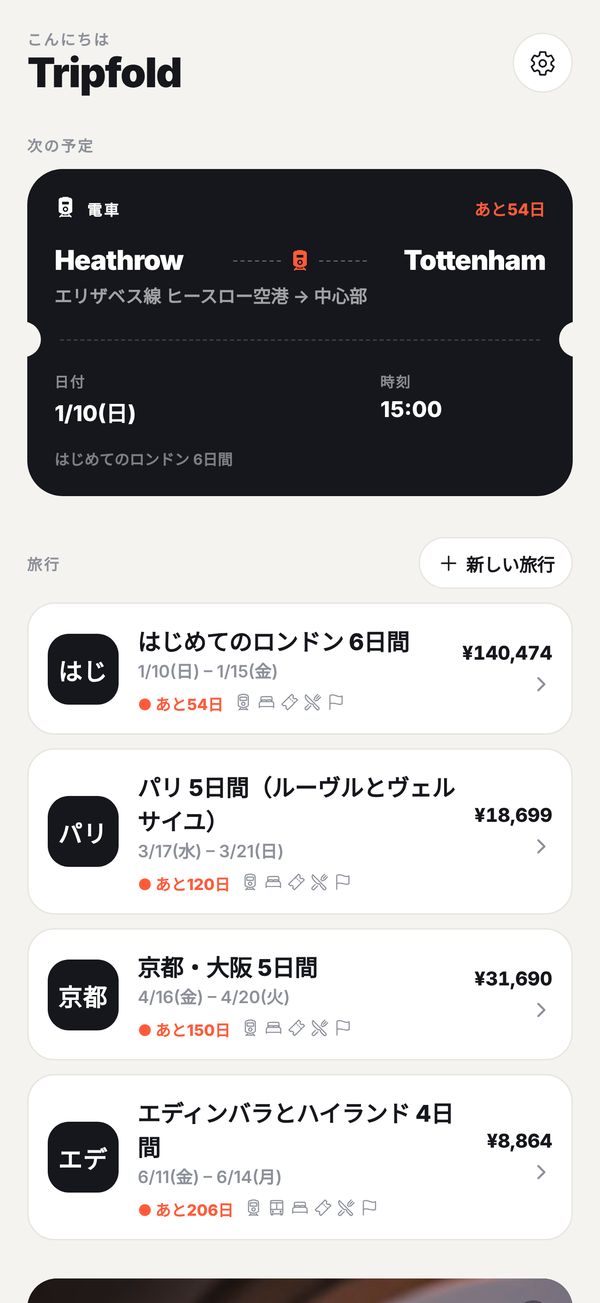 こんにちは
Tripfold
次の予定
電車
あと54日
Heathrow
Tottenham
エリザベス線 ヒースロー空港 → 中心部
日付
時刻
1/10(日)
15:00
はじめてのロンドン 6日間
旅行
＋ 新しい旅行
はじ
はじめてのロンドン 6日間
1/10(日) – 1/15(金)
あと54日
¥140,474
パリ
パリ 5日間（ルーヴルとヴェル
サイユ）
3/17(水) – 3/21(日)
あと120日
¥18,699
京都
京都・大阪 5日間
4/16(金) – 4/20(火)
あと150日
¥31,690
エデ
エディンバラとハイランド 4日
間
6/11(金) – 6/14(月)
あと206日
¥8,864